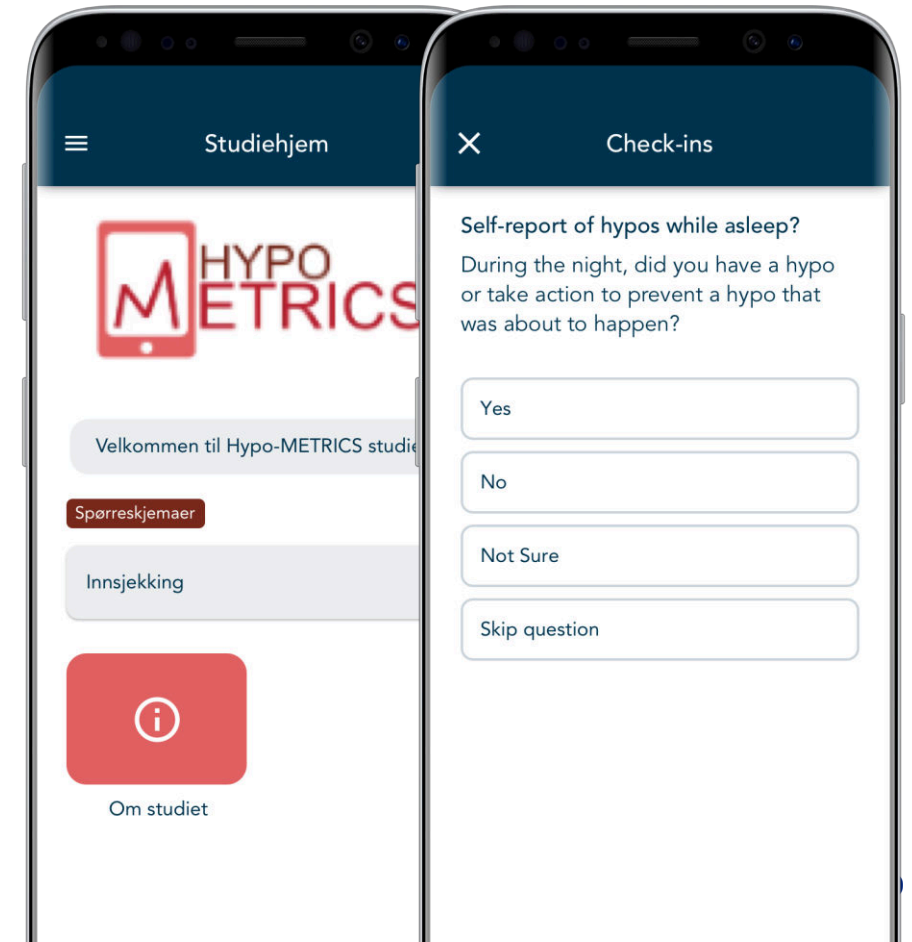 Studiehjem
HYPO
METRICS
Velkommen til Hypo-METRICS
Spørreskjemaer
Innsjekking
Om studiet
Check-ins
Self-report of hypos while asleep?
During the night, did you have a hypo
or take action to prevent a hypo that
was about to happen?
Yes
No
Not Sure
Skip question